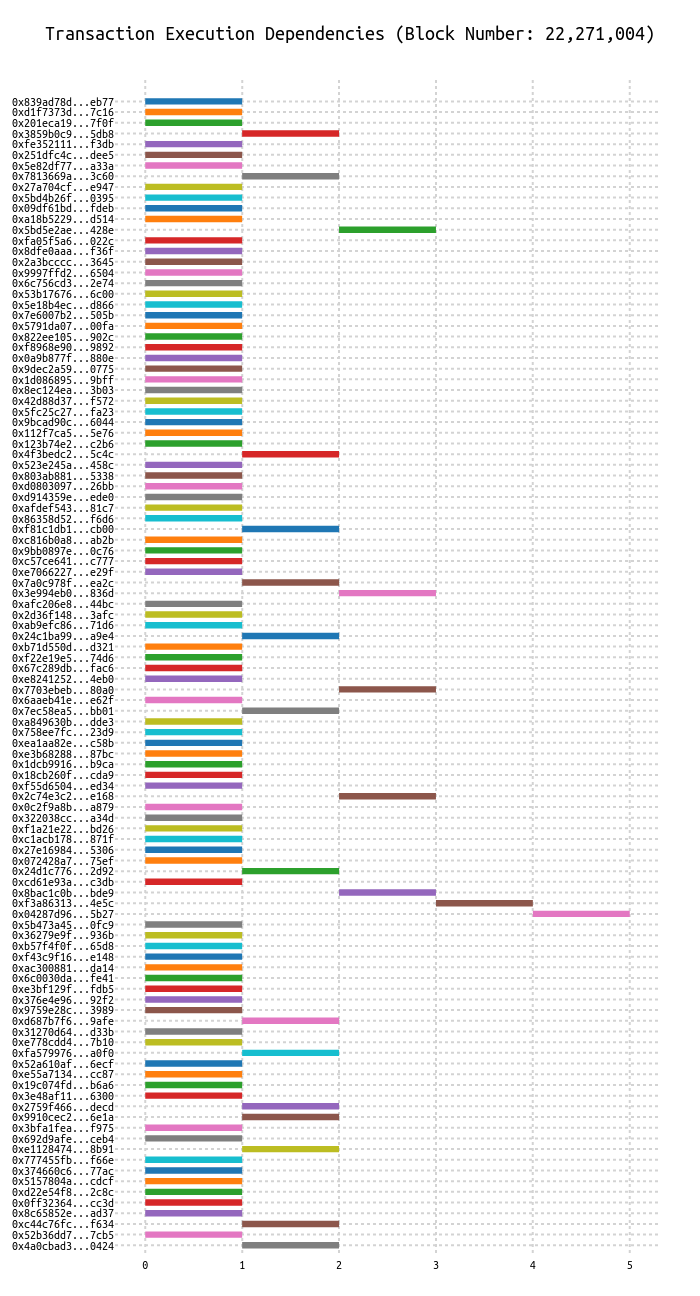 Transaction Execution Dependencies (Block Number: 22,271,004)
0x839ad78d...eb77
0xd1f7373d...7c16
0x201eca19...7f0f
0x3859b0c9...5db8
0xfe352111...f3db
0x251dfc4c...dee5
0x5e82df77...a33a
0x7813669a...3c60
0x27a704cf...e947
0x5bd4b26f...0395
0x09df61bd...fdeb
0xa18b5229...d514
0x5bd5e2ae...428e
0xfa05f5a6...022c
0x8dfe0aaa...f36f
0x2a3bcccc...3645
0x9997ffd2...6504
0x6c756cd3...2e74
0x53b17676...6c00
0x5e18b4ec...d866
0x7e6007b2...505b
0x5791da07...00fa
0x822ee105...902c
0xf8968e90...9892
0x0a9b877f...880e
0x9dec2a59...0775
0x1d086895...9bff
0x8ec124ea...3b03
0x42d88d37...f572
0x5fc25c27...fa23
0x9bcad90c...6044
0x112f7ca5...5e76
0x123b74e2...c2b6
0x4f3bedc2...5c4c
0x523e245a...458c
0x803ab881...5338
0xd0803097...26bb
0xd914359e...ede0
0xafdef543...81c7
0x86358d52...f6d6
0xf81c1db1...cb00
0xc816b0a8...ab2b
0x9bb0897e...0c76
0xc57ce641...c777
0xe7066227...e29f
0x7a0c978f...ea2c
0x3e994eb0...836d
0xafc206e8...44bc
0x2d36f148...3afc
0xab9efc86...71d6
0x24c1ba99...a9e4
0xb71d550d...d321
0xf22e19e5...74d6
0x67c289db...fac6
0xe8241252...4eb0
0x7703ebeb...80a0
0x6aaeb41e...e62f
0x7ec58ea5...bb01
0xa849630b...dde3
0x758ee7fc...23d9
0xea1aa82e...c58b
0xe3b68288...87bc
0x1dcb9916...b9ca
0x18cb260f...cda9
0xf55d6504...ed34
0x2c74e3c2...e168
0x0c2f9a8b...a879
0x322038cc...a34d
0xf1a21e22...bd26
0xc1acb178...871f
0x27e16984...5306
0x072428a7...75ef
0x24d1c776...2d92
0xcd61e93a...c3db
0x8bac1c0b...bde9
0xf3a86313...4e5c
0x04287d96...5b27
0x5b473a45...0fc9
0x36279e9f...936b
0xb57f4f0f...65d8
0xf43c9f16...e148
0xac300881...da14
0x6c0030da...fe41
0xe3bf129f...fdb5
0x376e4e96...92f2
0x9759e28c...3989
0xd687b7f6...9afe
0x31270d64...d33b
0xe778cdd4...7b10
0xfa579976...a0f0
0x52a610af...6ecf
0xe55a7134...cc87
0x19c074fd...b6a6
0x3e48af11...6300
0x2759f466...decd
0x9910cec2...6e1a
0x3bfa1fea...f975
0x692d9afe...ceb4
0xe1128474...8b91
0x777455fb...f66e
0x374660c6...77ac
0x5157804a...cdcf
0xd22e54f8...2c8c
0x0ff32364...cc3d
0x8c65852e...ad37
0xc44c76fc...f634
0x52b36dd7...7cb5
0x4a0cbad3...0424
0 1 2 3 4 5